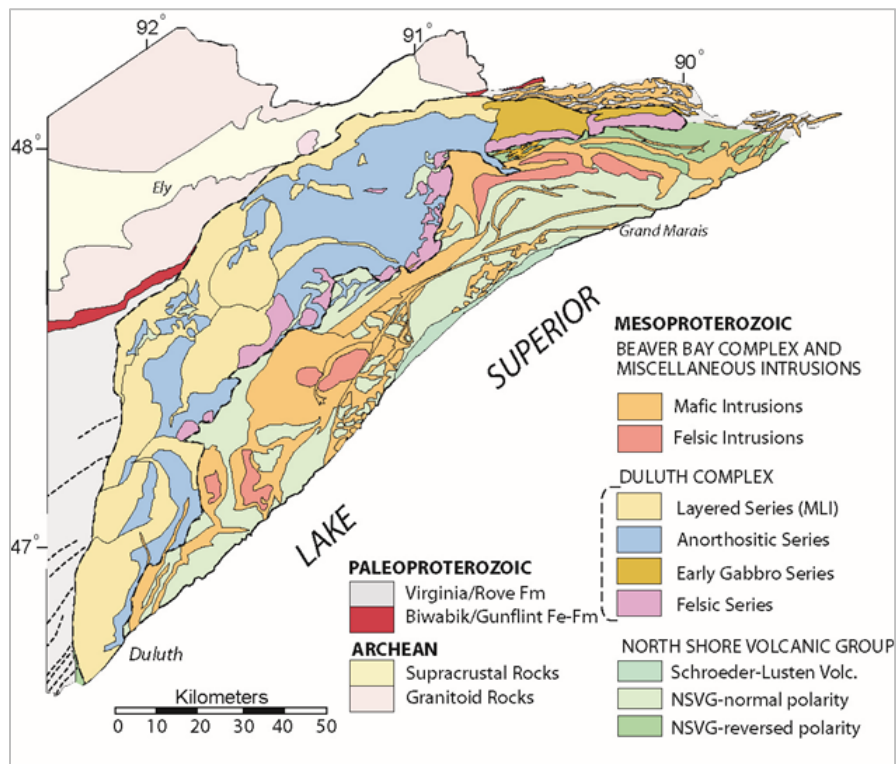 92°
91°
90°
48°
Ely
Grand Marais
SUPERIOR
LAKE
47°
Duluth
Kilometers
0 10 20 30 40 50
PALEOPROTEROZOIC
Virginia/Rove Fm
Biwabik/Gunflint Fe-Fm
ARCHEAN
Supracrustal Rocks
Granitoid Rocks
MESOPROTEROZOIC
BEAVER BAY COMPLEX AND
MISCELLANEOUS INTRUSIONS
Mafic Intrusions
Felsic Intrusions
DULUTH COMPLEX
Layered Series (MLI)
Anorthositic Series
Early Gabbro Series
Felsic Series
NORTH SHORE VOLCANIC GROUP
Schroeder-Lusten Volc.
NSVG-normal polarity
NSVG-reversed polarity